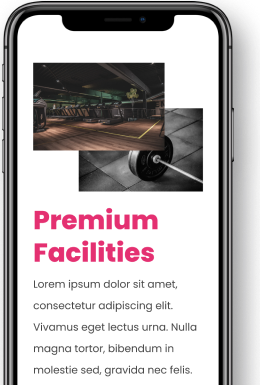 Premium
Facilities
Lorem ipsum dolor sit amet,
consectetur adipiscing elit.
Vivamus eget lectus urna. Nulla
magna tortor, bibendum in
molestie sed, gravida nec felis.